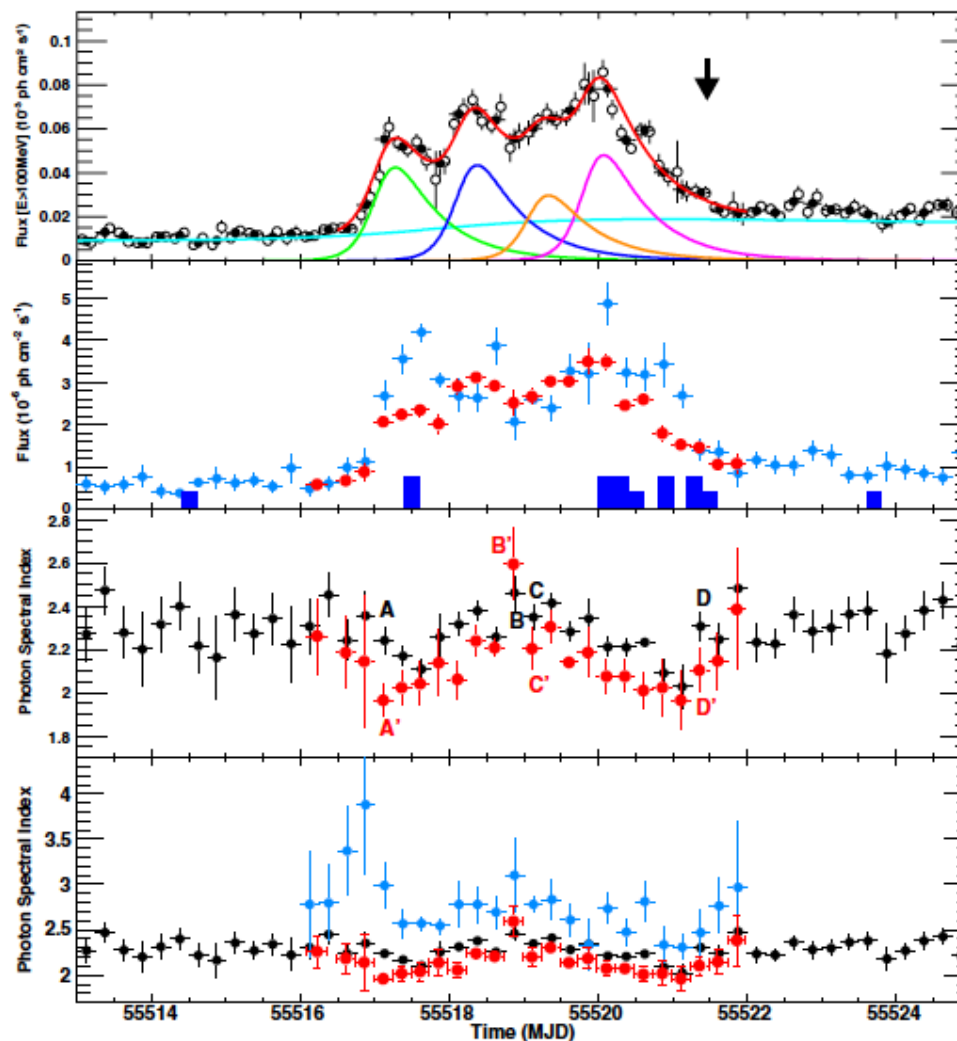 Flux [E>100MeV] (10⁻³ ph cm² s⁻¹)
0.1
0.08
0.06
0.04
0.02
0
Flux (10⁻⁶ ph cm⁻² s⁻¹)
5
4
3
2
1
0
Photon Spectral Index
2.8
2.6
2.4
2.2
2
1.8
B'
A
B
C
D
A'
C'
D'
Photon Spectral Index
4
3.5
3
2.5
2
55514 55516 55518 55520 55522 55524
Time (MJD)